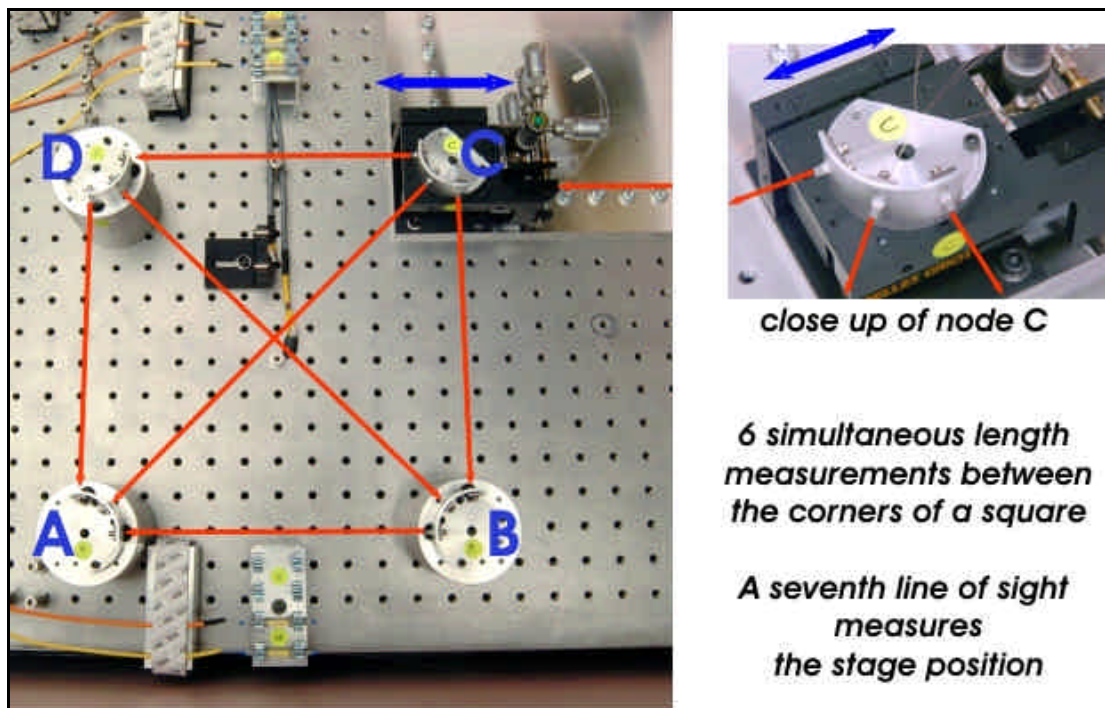 D
C
A
B
C
close up of node C
6 simultaneous length
measurements between
the corners of a square
A seventh line of sight
measures
the stage position